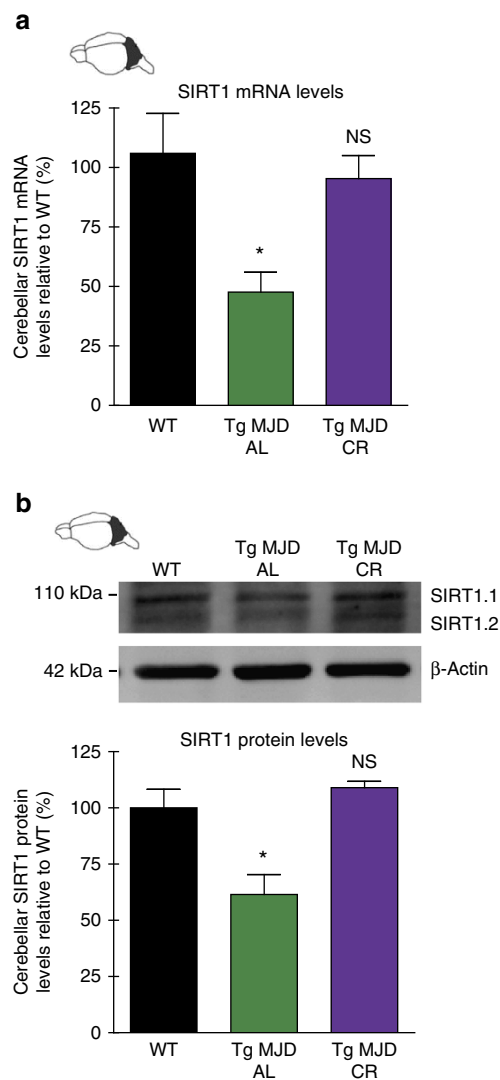 a
SIRT1 mRNA levels
Cerebellar SIRT1 mRNA
levels relative to WT (%)
125
100
75
50
25
0
*
NS
WT
Tg MJD
AL
Tg MJD
CR
b
WT
Tg MJD
AL
Tg MJD
CR
110 kDa
SIRT1.1
SIRT1.2
42 kDa
β-Actin
SIRT1 protein levels
Cerebellar SIRT1 protein
levels relative to WT (%)
125
100
75
50
25
0
*
NS
WT
Tg MJD
AL
Tg MJD
CR